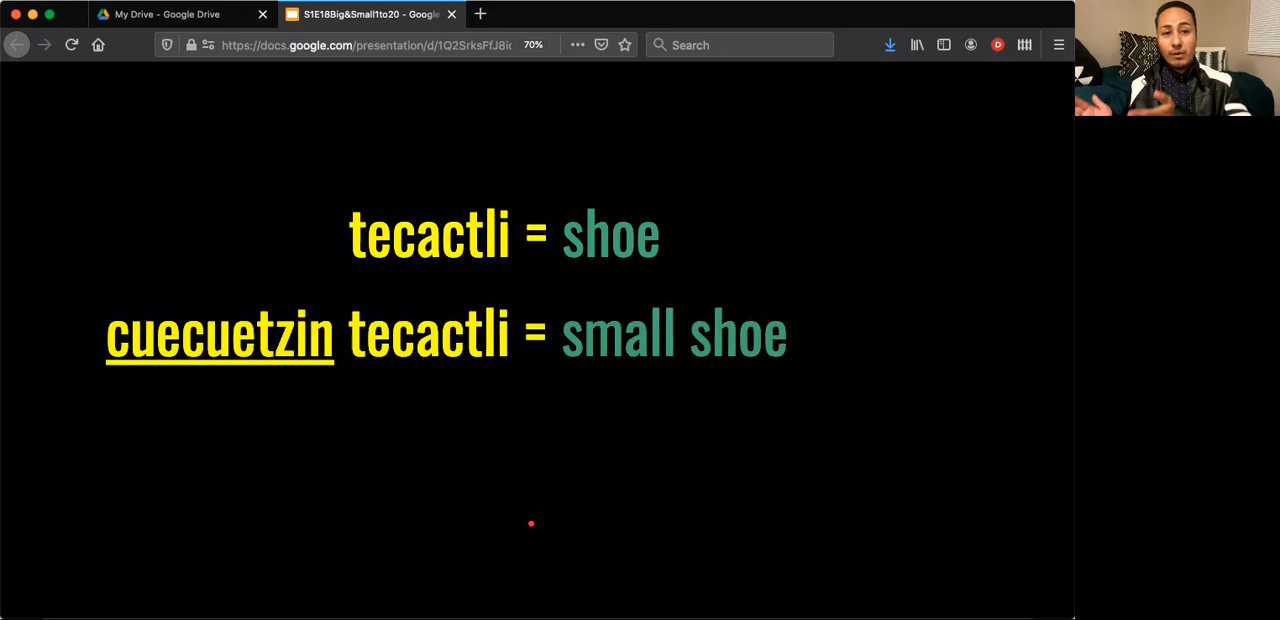 My Drive - Google Drive
S1E18Big&Small1to20 - Google
https://docs.google.com/presentation/d/1Q2SrksFfJ8ic
70%
Search
D
tecactli = shoe
cuecuetzin tecactli = small shoe